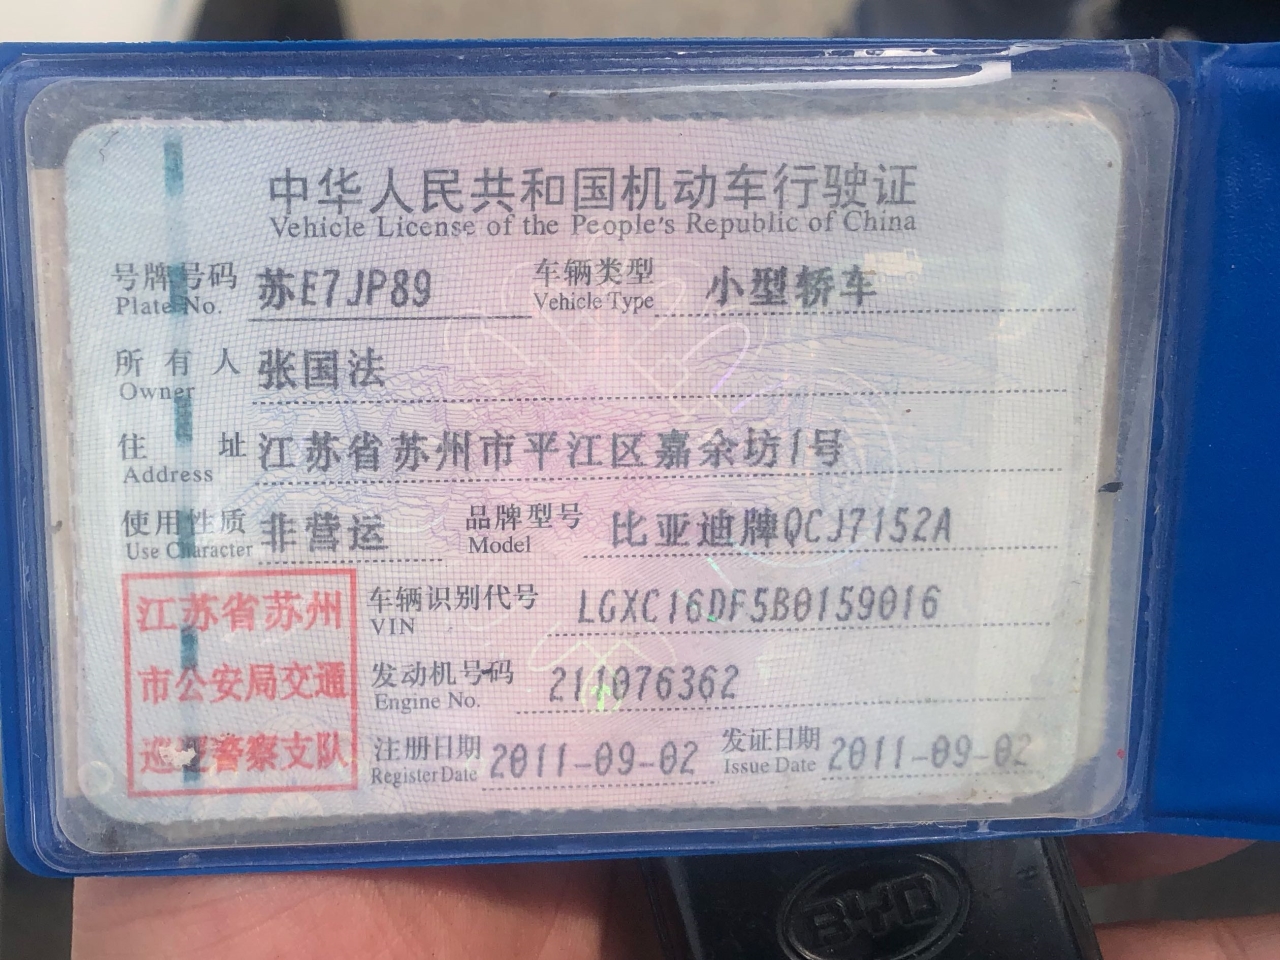 中华人民共和国机动车行驶证
Vehicle License of the People's Republic of China
号牌号码 苏E7JP89 车辆类型 小型轿车
Plate No. Vehicle Type
所有人 张国法
Owner
住址 江苏省苏州市平江区嘉余坊1号
Address
使用性质 非营运 品牌型号 比亚迪牌QCJ7152A
Use Character Model
江苏省苏州
市公安局交通
巡逻警察支队
车辆识别代号 LGXC16DF5B0159016
VIN
发动机号码 211076362
Engine No.
注册日期 2011-09-02 发证日期 2011-09-02
Register Date Issue Date
BYD